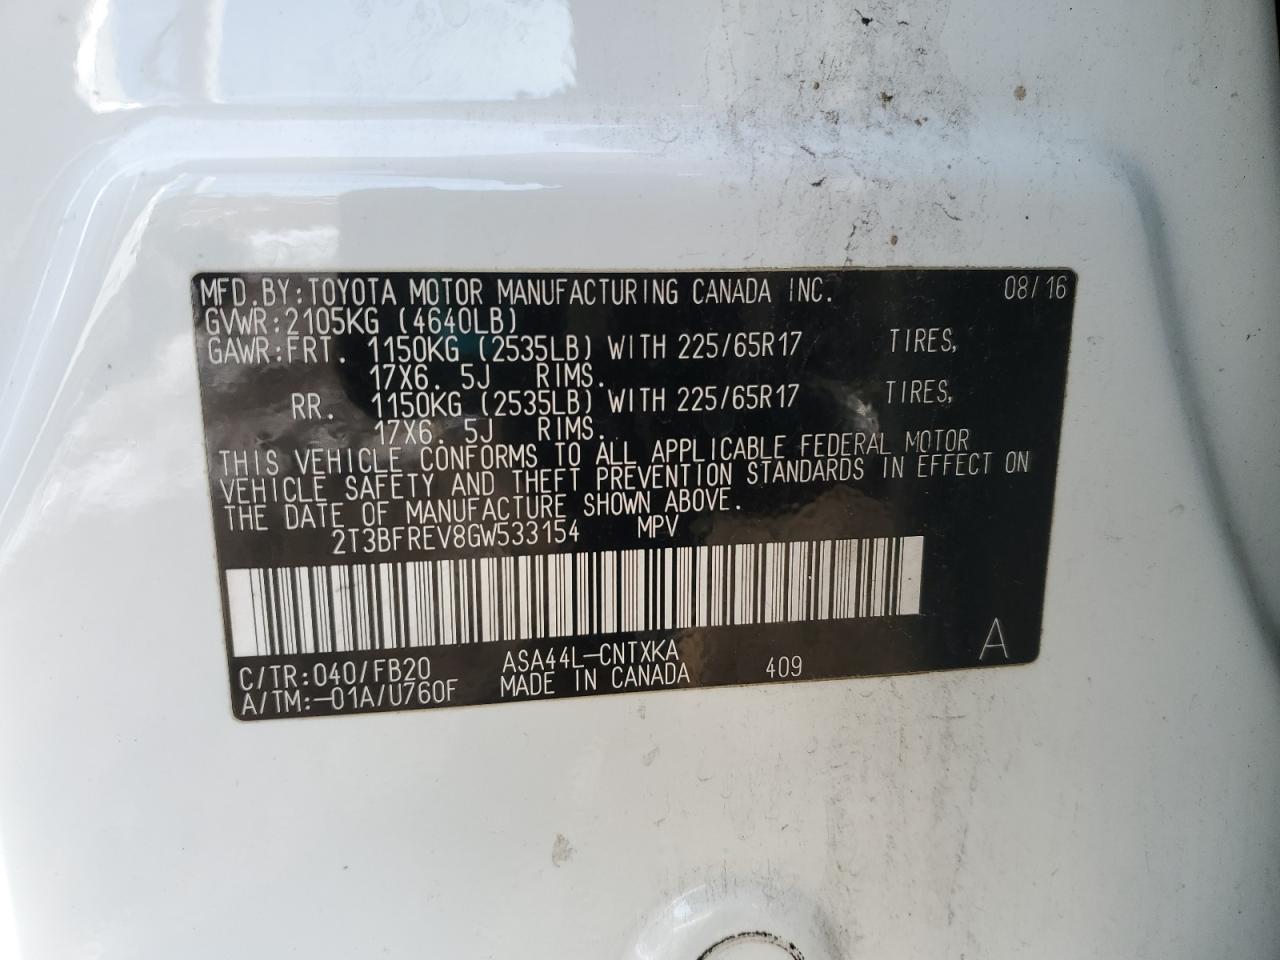 MFD.BY:TOYOTA MOTOR MANUFACTURING CANADA INC. 08/16
GVWR:2105KG (4640LB)
GAWR:FRT. 1150KG (2535LB) WITH 225/65R17 TIRES,
17X6. 5J RIMS.
RR. 1150KG (2535LB) WITH 225/65R17 TIRES,
17X6. 5J RIMS.
THIS VEHICLE CONFORMS TO ALL APPLICABLE FEDERAL MOTOR
VEHICLE SAFETY AND THEFT PREVENTION STANDARDS IN EFFECT ON
THE DATE OF MANUFACTURE SHOWN ABOVE.
2T3BFREV8GW533154 MPV
C/TR:040/FB20 ASA44L-CNTXKA A
A/TM:-01A/U760F MADE IN CANADA 409